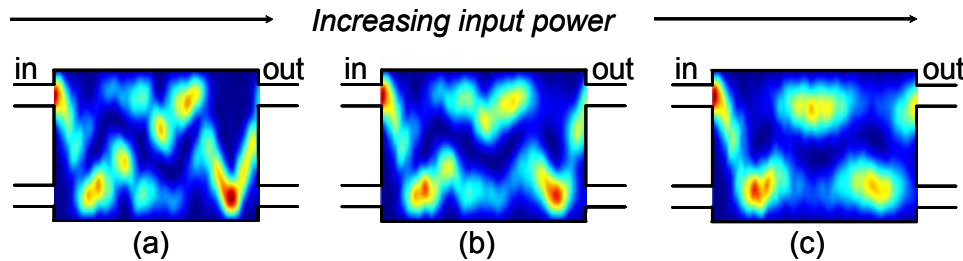 Increasing input power
in out in out in out
(a) (b) (c)